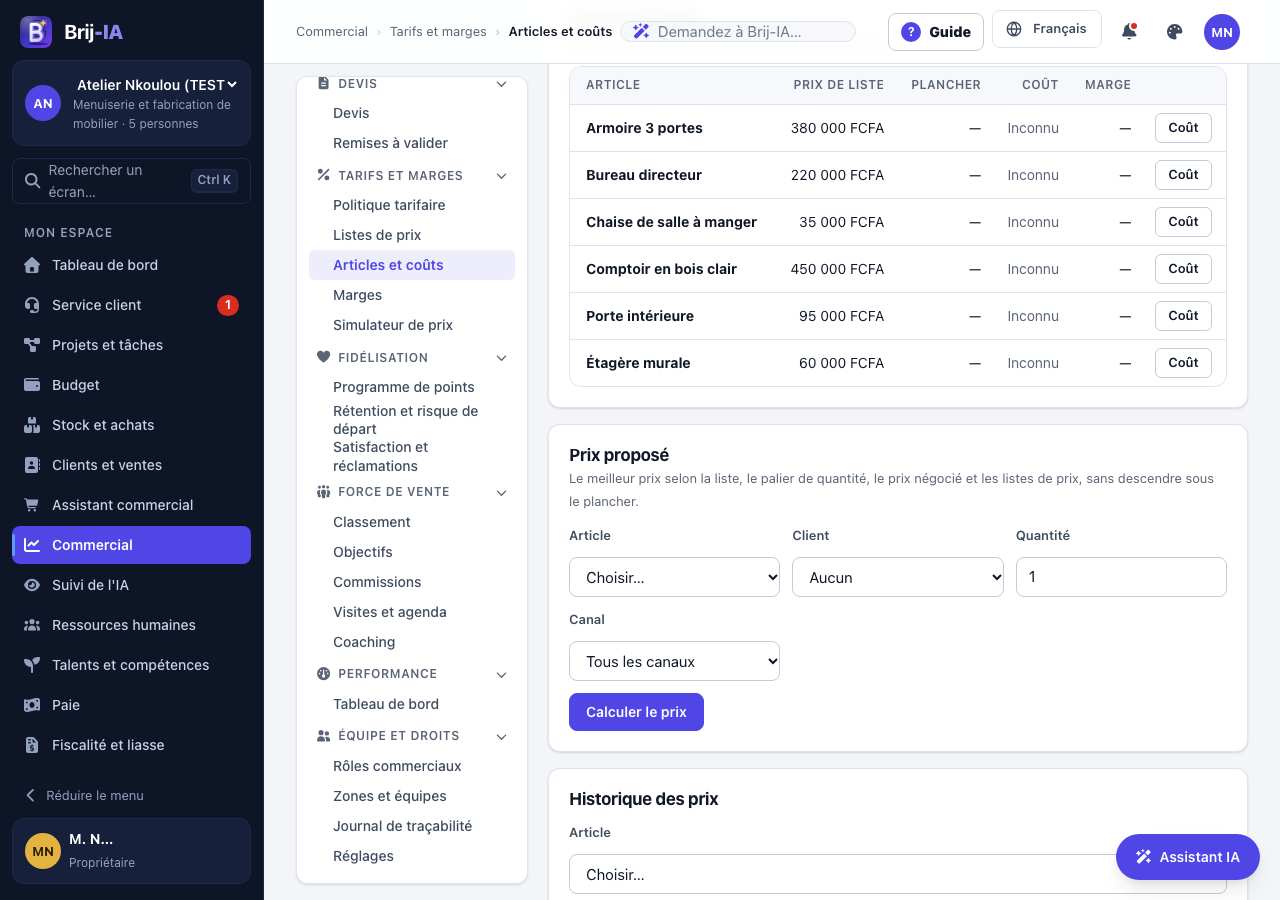 Brij-IA
AN
Atelier Nkoulou (TEST
Menuiserie et fabrication de
mobilier · 5 personnes
Rechercher un
écran...
Ctrl K
MON ESPACE
Tableau de bord
Service client
1
Projets et tâches
Budget
Stock et achats
Clients et ventes
Assistant commercial
Commercial
Suivi de l'IA
Ressources humaines
Talents et compétences
Paie
Fiscalité et liasse
Réduire le menu
MN
M. N...
Propriétaire
Commercial › Tarifs et marges › Articles et coûts
Demandez à Brij-IA...
? Guide
Français
MN
DEVIS
Devis
Remises à valider
TARIFS ET MARGES
Politique tarifaire
Listes de prix
Articles et coûts
Marges
Simulateur de prix
FIDÉLISATION
Programme de points
Rétention et risque de
départ
Satisfaction et
réclamations
FORCE DE VENTE
Classement
Objectifs
Commissions
Visites et agenda
Coaching
PERFORMANCE
Tableau de bord
ÉQUIPE ET DROITS
Rôles commerciaux
Zones et équipes
Journal de traçabilité
Réglages
ARTICLE PRIX DE LISTE PLANCHER COÛT MARGE
Armoire 3 portes 380 000 FCFA — Inconnu — Coût
Bureau directeur 220 000 FCFA — Inconnu — Coût
Chaise de salle à manger 35 000 FCFA — Inconnu — Coût
Comptoir en bois clair 450 000 FCFA — Inconnu — Coût
Porte intérieure 95 000 FCFA — Inconnu — Coût
Étagère murale 60 000 FCFA — Inconnu — Coût
Prix proposé
Le meilleur prix selon la liste, le palier de quantité, le prix négocié et les listes de prix, sans descendre sous
le plancher.
Article Client Quantité
Choisir... Aucun 1
Canal
Tous les canaux
Calculer le prix
Historique des prix
Article
Choisir...
Assistant IA